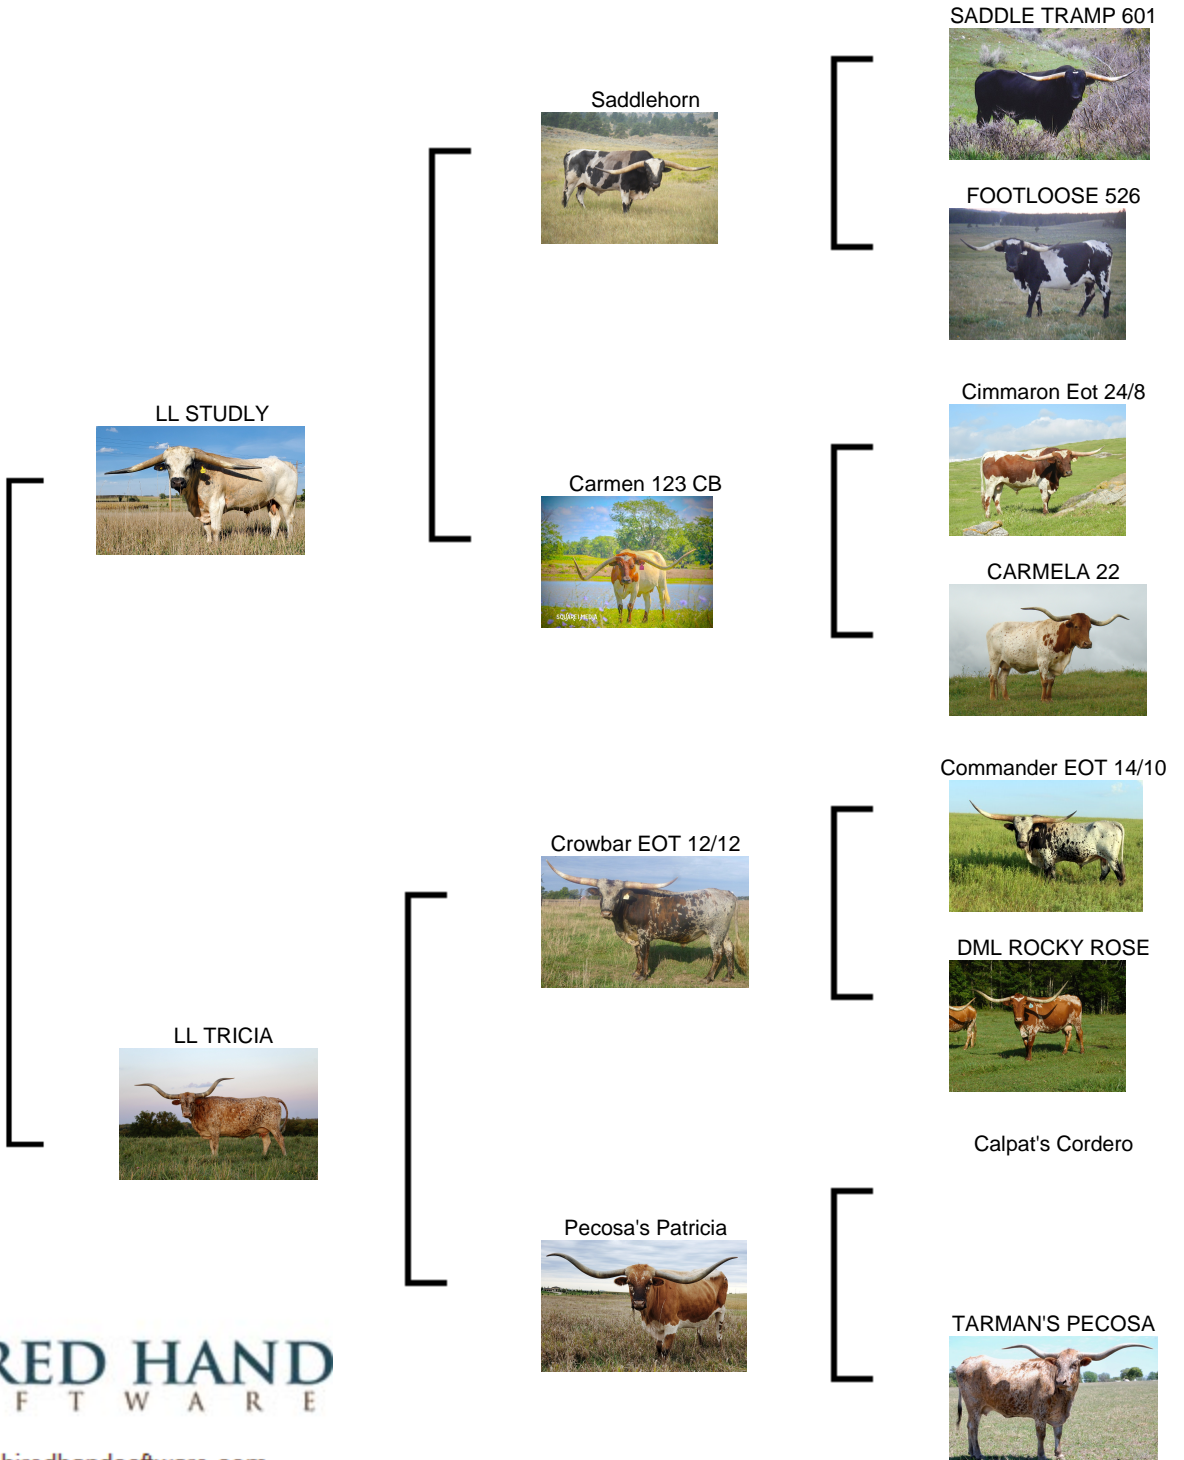 SADDLE TRAMP 601
Saddlehorn
FOOTLOOSE 526
LL STUDLY
Cimmaron Eot 24/8
Carmen 123 CB
SQUARE I MEDIA
CARMELA 22
Commander EOT 14/10
Crowbar EOT 12/12
DML ROCKY ROSE
LL TRICIA
Calpat's Cordero
Pecosa's Patricia
TARMAN'S PECOSA
RED HAND
F T W A R E